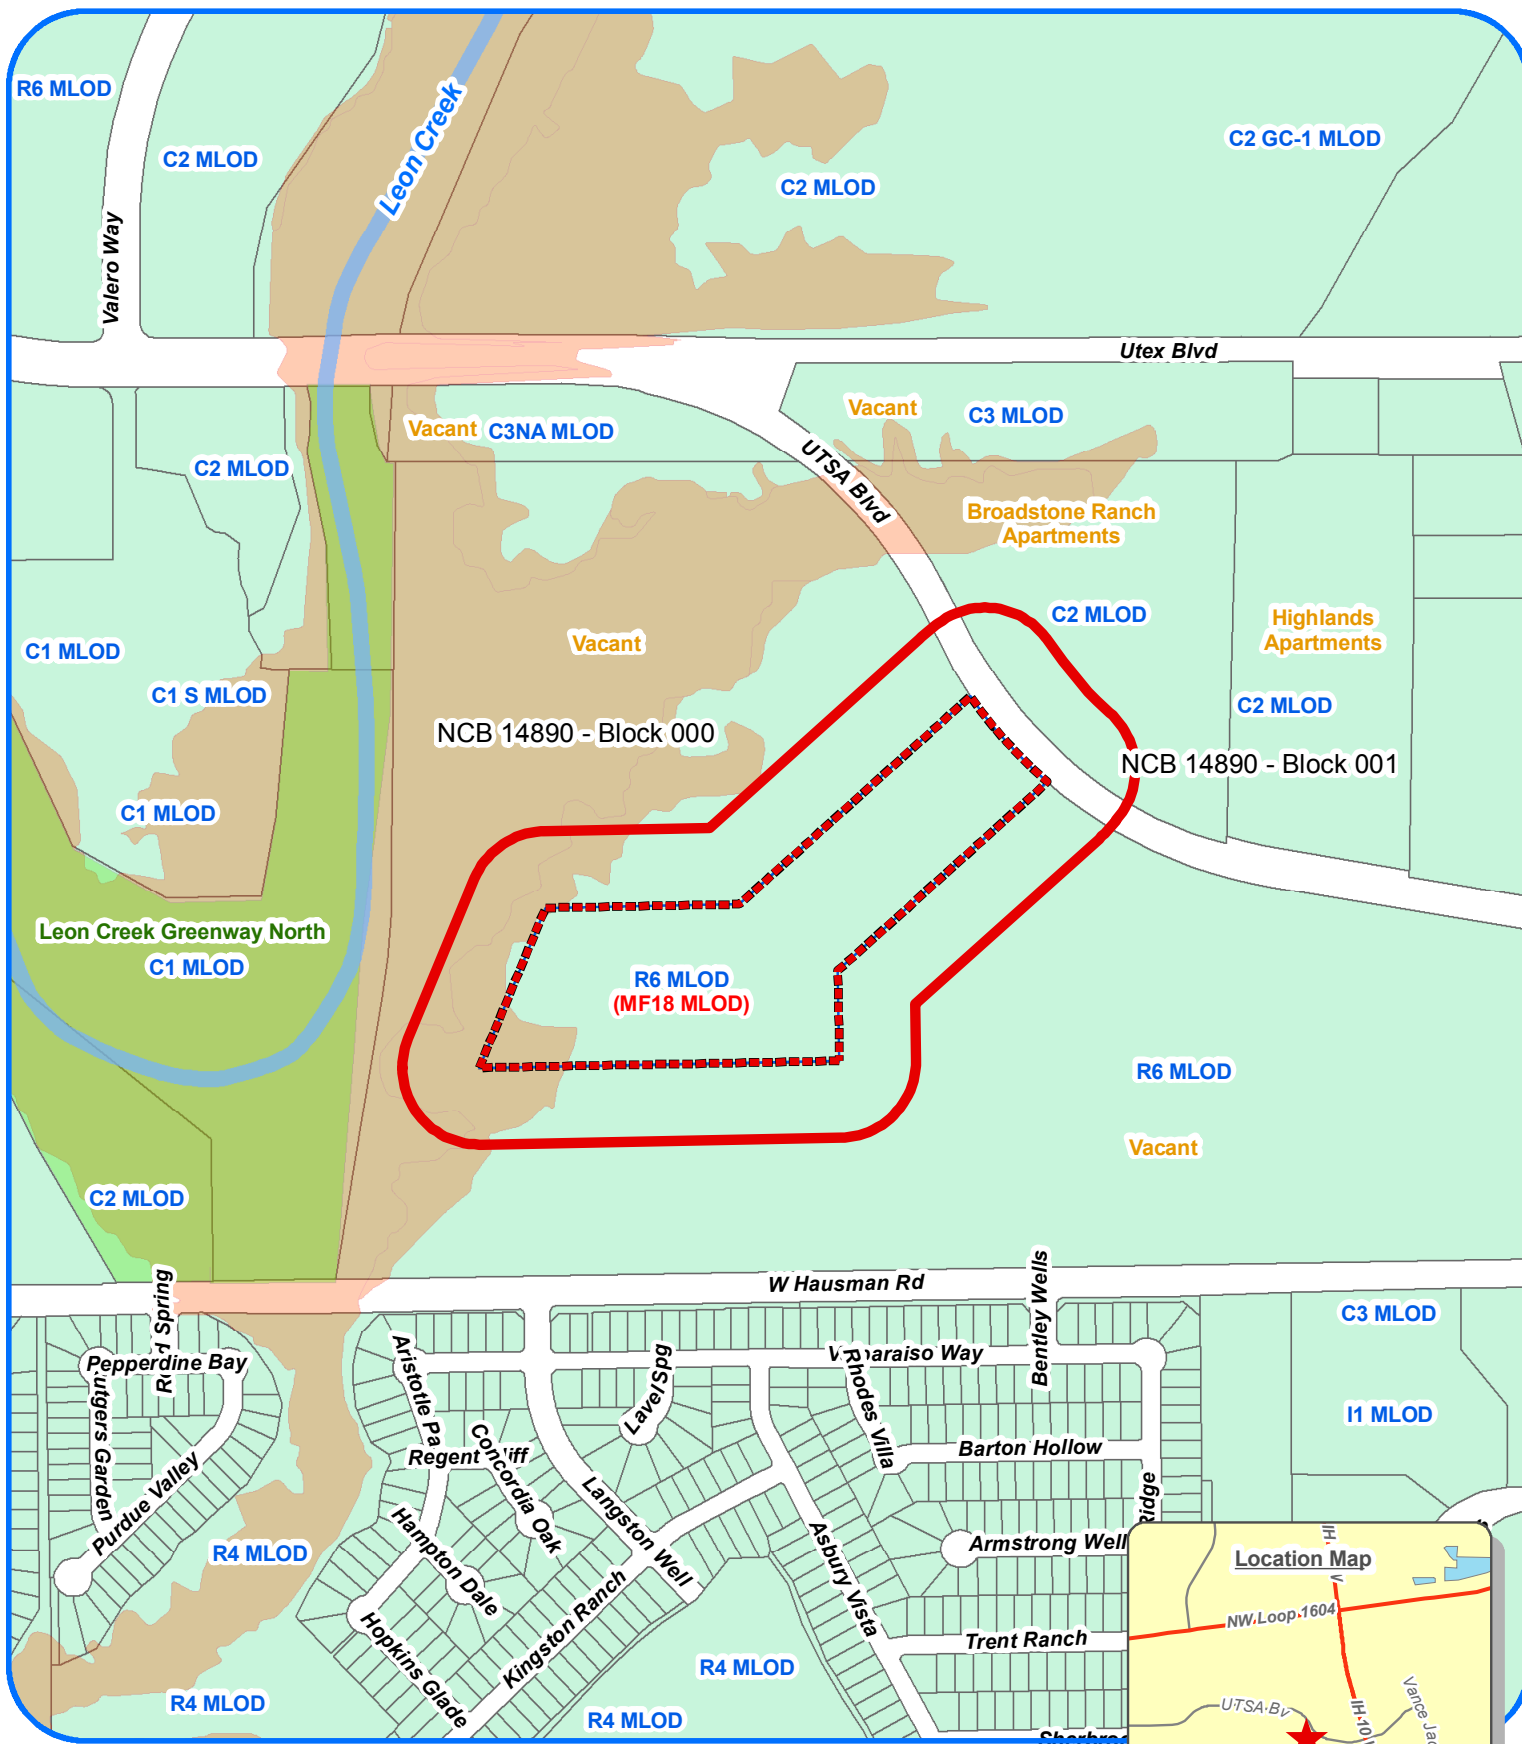 R6 MLOD
C2 MLOD
Leon Creek
C2 GC-1 MLOD
C2 MLOD
Valero Way
Utex Blvd
Vacant
C3 MLOD
Vacant
C3NA MLOD
UTSA Blvd
C2 MLOD
Broadstone Ranch
Apartments
C2 MLOD
Highlands
Apartments
Vacant
C1 MLOD
C1 S MLOD
C2 MLOD
NCB 14890 - Block 000
NCB 14890 - Block 001
C1 MLOD
Leon Creek Greenway North
C1 MLOD
R6 MLOD
(MF18 MLOD)
R6 MLOD
Vacant
C2 MLOD
W Hausman Rd
Bentley Wells
Spring
C3 MLOD
Pepperdine Bay
Aristotle
Way
Rhodes Villa
Garden
I1 MLOD
Regent
Concordia Oak
Barton Hollow
Purdue Valley
Langston Well
Ridge
Hampton Dale
R4 MLOD
Asbury Vista
Armstrong Well
Kingston Ranch
Hopkins Glade
Trent Ranch
R4 MLOD
R4 MLOD
R4 MLOD
Location Map
NW Loop 1604
UTSA Bv
IH 10